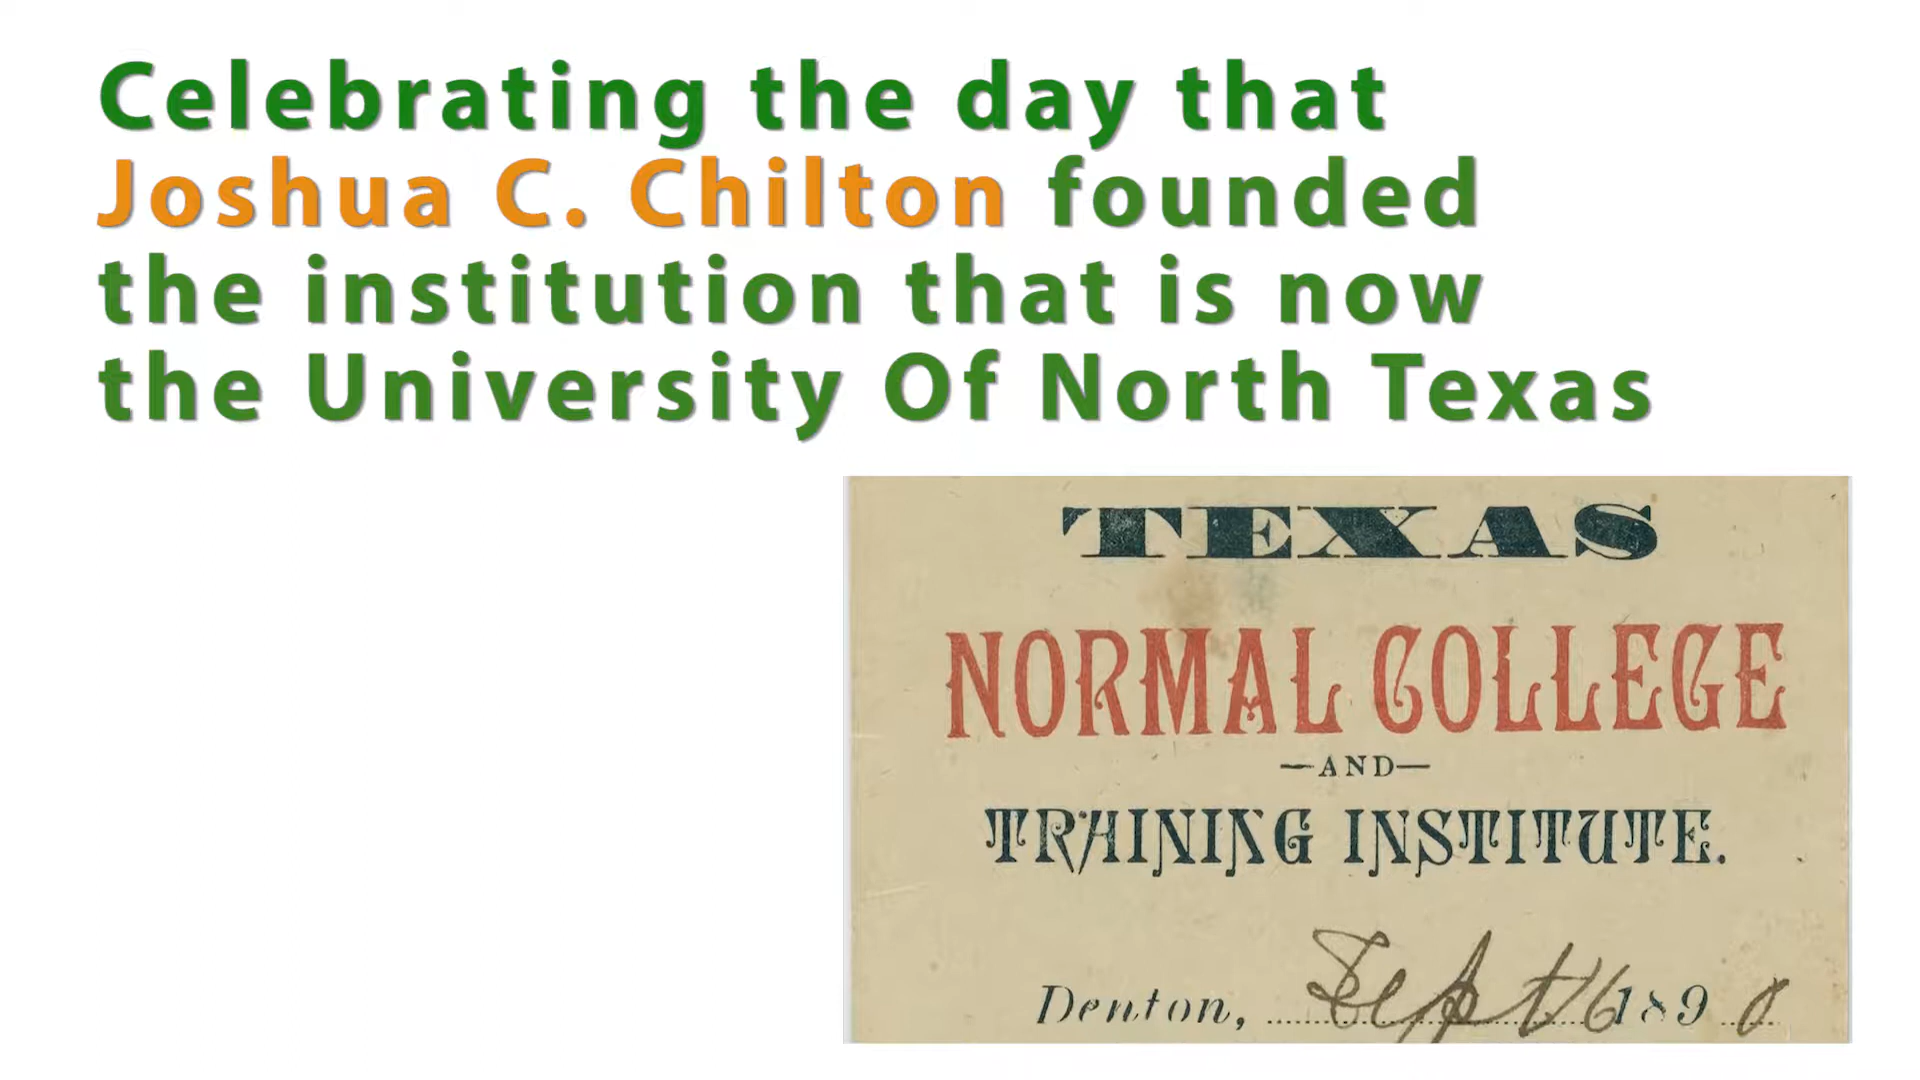 Celebrating the day that
Joshua C. Chilton founded
the institution that is now
the University Of North Texas
TEXAS
NORMAL COLLEGE
—AND—
TRAINING INSTITUTE.
Denton, Sept 16 1890